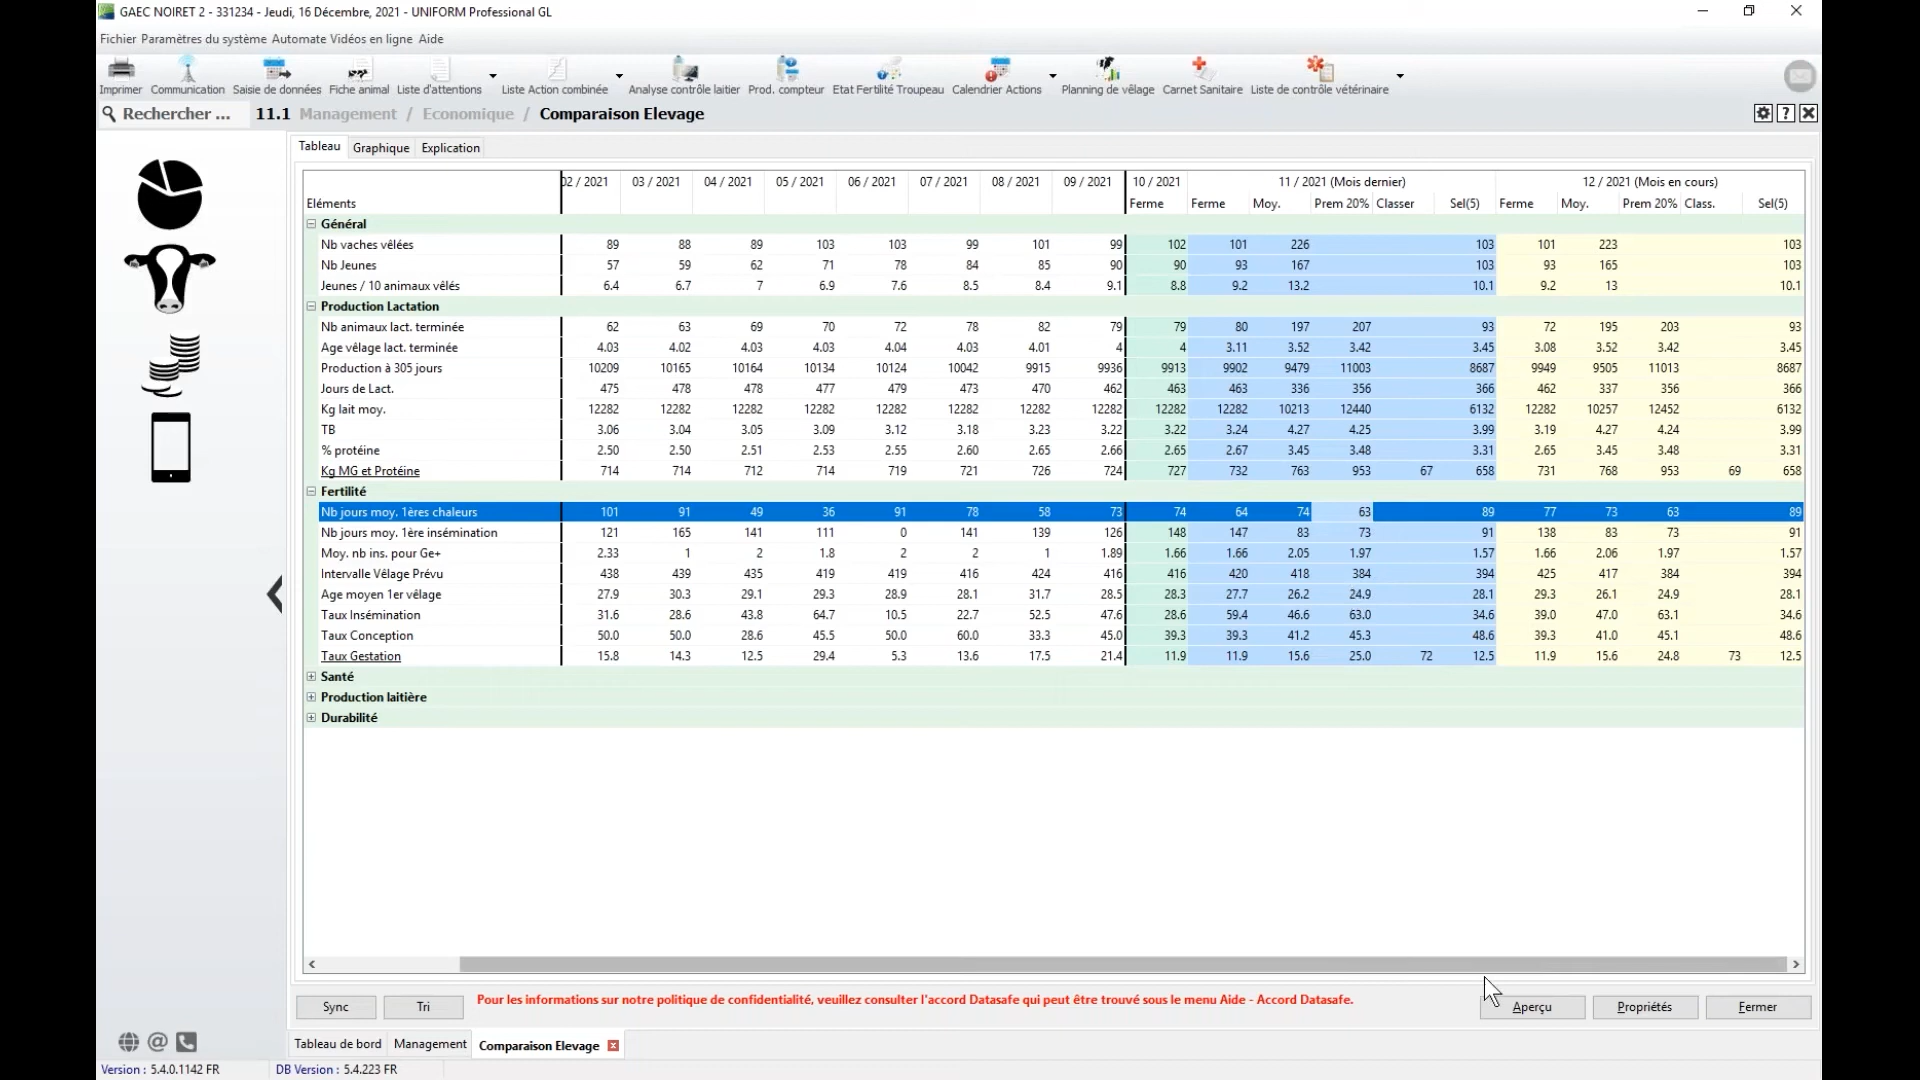 GAEC NOIRET 2 - 331234 - Jeudi, 16 Décembre, 2021 - UNIFORM Professional GL
Fichier Paramètres du système Automate Vidéos en ligne Aide
Imprimer Communication Saisie de données Fiche animal Liste d'attentions Liste Action combinée Analyse contrôle laitier Prod. compteur Etat Fertilité Troupeau Calendrier Actions Planning de vêlage Carnet Sanitaire Liste de contrôle vétérinaire
Rechercher ... 11.1 Management / Economique / Comparaison Elevage
Tableau Graphique Explication
02 / 2021 03 / 2021 04 / 2021 05 / 2021 06 / 2021 07 / 2021 08 / 2021 09 / 2021 10 / 2021 11 / 2021 (Mois dernier) 12 / 2021 (Mois en cours)
Eléments Ferme Ferme Moy. Prem 20% Classer Sel(5) Ferme Moy. Prem 20% Class. Sel(5)
Général
Nb vaches vêlées 89 88 89 103 103 99 101 99 102 101 226 103 101 223 103
Nb Jeunes 57 59 62 71 78 84 85 90 90 93 167 103 93 165 103
Jeunes / 10 animaux vêlés 6.4 6.7 7 6.9 7.6 8.5 8.4 9.1 8.8 9.2 13.2 10.1 9.2 13 10.1
Production Lactation
Nb animaux lact. terminée 62 63 69 70 72 78 82 79 79 80 197 207 93 72 195 203 93
Age vêlage lact. terminée 4.03 4.02 4.03 4.03 4.04 4.03 4.01 4 4 3.11 3.52 3.42 3.45 3.08 3.52 3.42 3.45
Production à 305 jours 10209 10165 10164 10134 10124 10042 9915 9936 9913 9902 9479 11003 8687 9949 9505 11013 8687
Jours de Lact. 475 478 478 477 479 473 470 462 463 463 336 356 366 462 337 356 366
Kg lait moy. 12282 12282 12282 12282 12282 12282 12282 12282 12282 12282 10213 12440 6132 12282 10257 12452 6132
TB 3.06 3.04 3.05 3.09 3.12 3.18 3.23 3.22 3.22 3.24 4.27 4.25 3.99 3.19 4.27 4.24 3.99
% protéine 2.50 2.50 2.51 2.53 2.55 2.60 2.65 2.66 2.65 2.67 3.45 3.48 3.31 2.65 3.45 3.48 3.31
Kg MG et Protéine 714 714 712 714 719 721 726 724 727 732 763 953 67 658 731 768 953 69 658
Fertilité
Nb jours moy. 1ères chaleurs 101 91 49 36 91 78 58 73 74 64 74 63 89 77 73 63 89
Nb jours moy. 1ère insémination 121 165 141 111 0 141 139 126 148 147 83 73 91 138 83 73 91
Moy. nb ins. pour Ge+ 2.33 1 2 1.8 2 2 1 1.89 1.66 1.66 2.05 1.97 1.57 1.66 2.06 1.97 1.57
Intervalle Vêlage Prévu 438 439 435 419 419 416 424 416 416 420 418 384 394 425 417 384 394
Age moyen 1er vêlage 27.9 30.3 29.1 29.3 28.9 28.1 31.7 28.5 28.3 27.7 26.2 24.9 28.1 29.3 26.1 24.9 28.1
Taux Insémination 31.6 28.6 43.8 64.7 10.5 22.7 52.5 47.6 28.6 59.4 46.6 63.0 34.6 39.0 47.0 63.1 34.6
Taux Conception 50.0 50.0 28.6 45.5 50.0 60.0 33.3 45.0 39.3 39.3 41.2 45.3 48.6 39.3 41.0 45.1 48.6
Taux Gestation 15.8 14.3 12.5 29.4 5.3 13.6 17.5 21.4 11.9 11.9 15.6 25.0 72 12.5 11.9 15.6 24.8 73 12.5
Santé
Production laitière
Durabilité
Sync Tri Pour les informations sur notre politique de confidentialité, veuillez consulter l'accord Datasafe qui peut être trouvé sous le menu Aide - Accord Datasafe. Aperçu Propriétés Fermer
Tableau de bord Management Comparaison Elevage
Version : 5.4.0.1142 FR DB Version : 5.4.223 FR